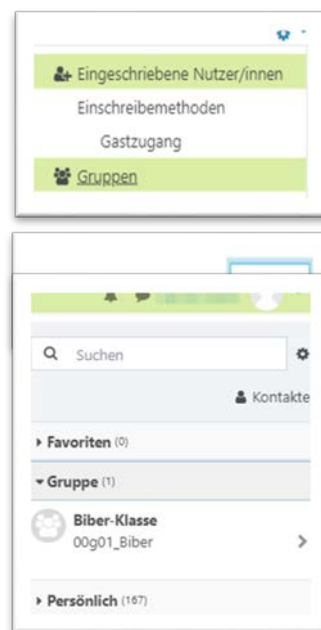 Eingeschriebene Nutzer/innen
Einschreibemethoden
Gastzugang
Gruppen
Suchen
Kontakte
Favoriten (0)
Gruppe (1)
Biber-Klasse
00g01_Biber
Persönlich (167)